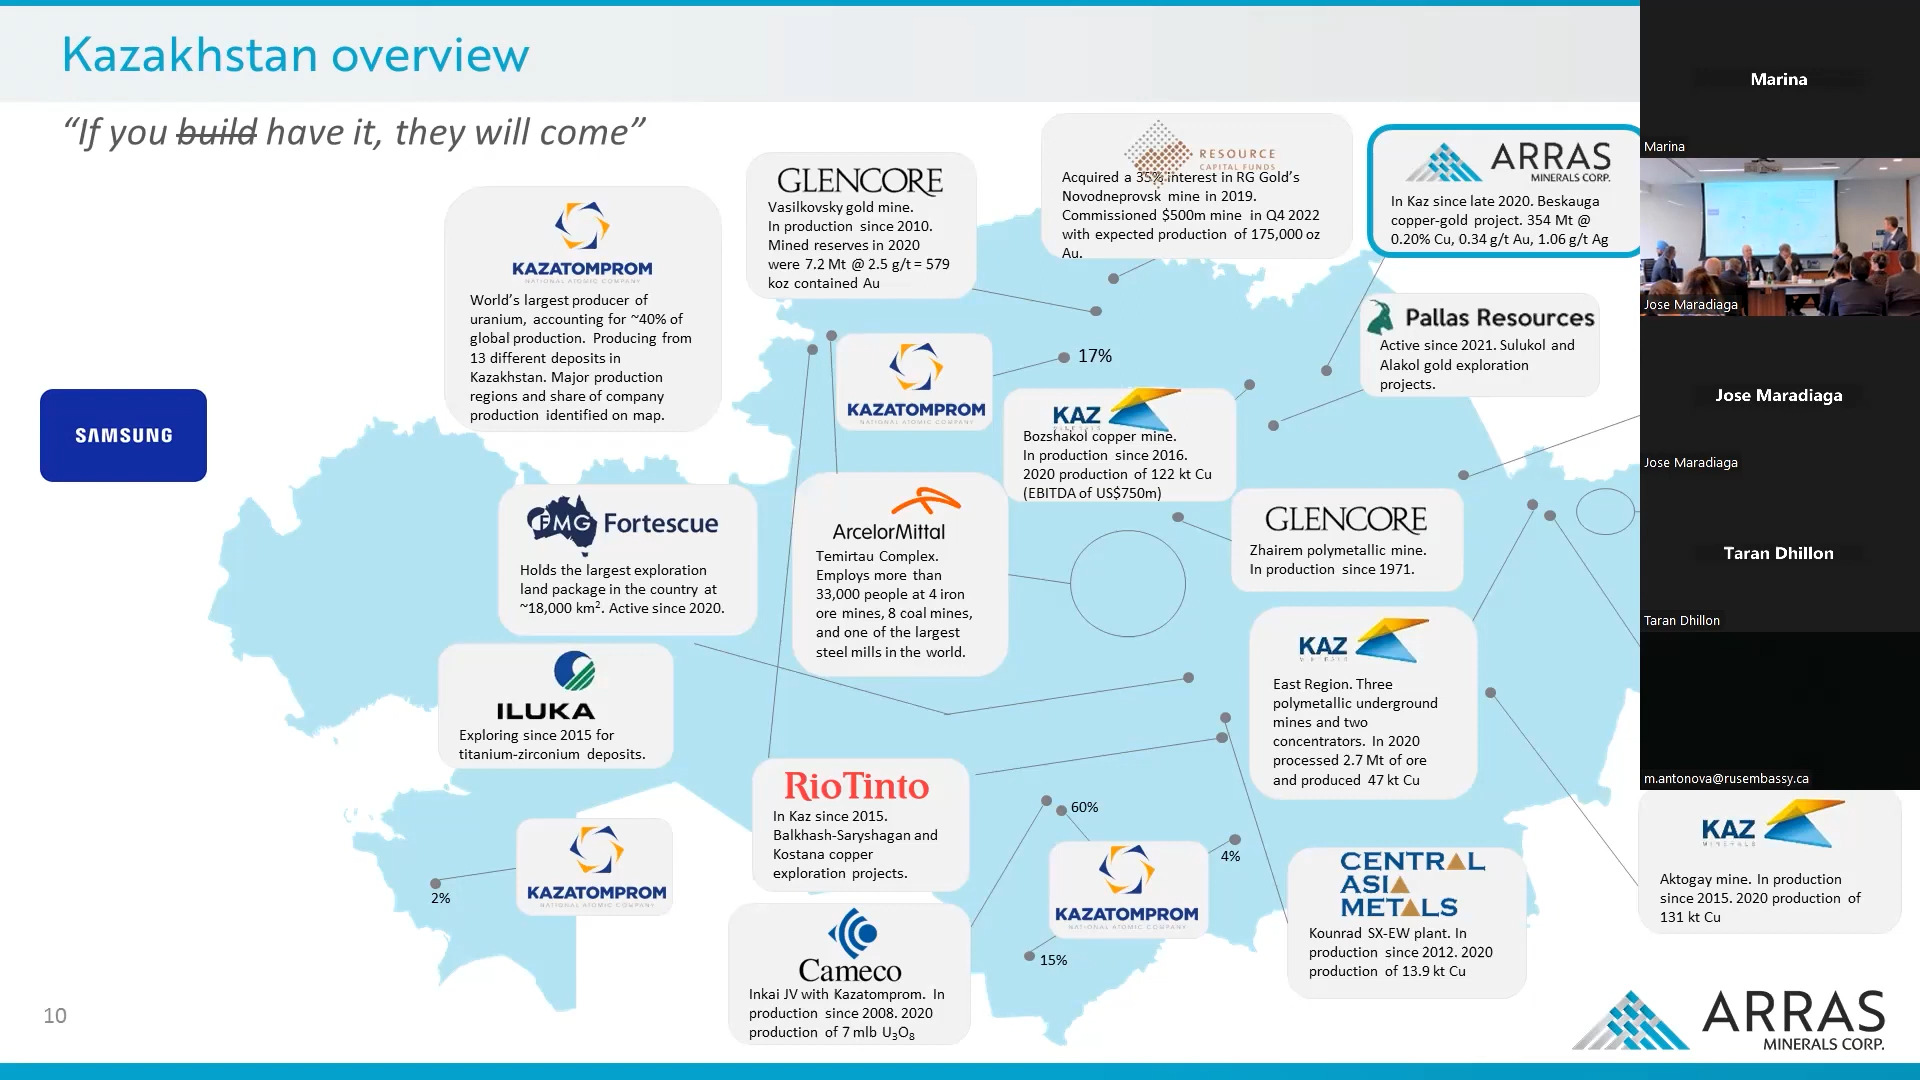 Kazakhstan overview
“If you build have it, they will come”
KAZATOMPROM
NATIONAL ATOMIC COMPANY
World’s largest producer of
uranium, accounting for ~40% of
global production. Producing from
13 different deposits in
Kazakhstan. Major production
regions and share of company
production identified on map.
GLENCORE
Vasilkovsky gold mine.
In production since 2010.
Mined reserves in 2020
were 7.2 Mt @ 2.5 g/t = 579
koz contained Au
RESOURCE
CAPITAL FUNDS
Acquired a 35% interest in RG Gold’s
Novodneprovsk mine in 2019.
Commissioned $500m mine in Q4 2022
with expected production of 175,000 oz
Au.
ARRAS
MINERALS CORP.
In Kaz since late 2020. Beskauga
copper-gold project. 354 Mt @
0.20% Cu, 0.34 g/t Au, 1.06 g/t Ag
Pallas Resources
Active since 2021. Sulukol and
Alakol gold exploration
projects.
KAZATOMPROM
NATIONAL ATOMIC COMPANY
17%
KAZ
MINERALS
Bozshakol copper mine.
In production since 2016.
2020 production of 122 kt Cu
(EBITDA of US$750m)
SAMSUNG
FMG Fortescue
Holds the largest exploration
land package in the country at
~18,000 km². Active since 2020.
ArcelorMittal
Temirtau Complex.
Employs more than
33,000 people at 4 iron
ore mines, 8 coal mines,
and one of the largest
steel mills in the world.
GLENCORE
Zhairem polymetallic mine.
In production since 1971.
ILUKA
Exploring since 2015 for
titanium-zirconium deposits.
KAZ
MINERALS
East Region. Three
polymetallic underground
mines and two
concentrators. In 2020
processed 2.7 Mt of ore
and produced 47 kt Cu
RioTinto
In Kaz since 2015.
Balkhash-Saryshagan and
Kostana copper
exploration projects.
KAZATOMPROM
NATIONAL ATOMIC COMPANY
2%
60%
4%
KAZATOMPROM
NATIONAL ATOMIC COMPANY
15%
Cameco
Inkai JV with Kazatomprom. In
production since 2008. 2020
production of 7 mlb U₃O₈
CENTRAL
ASIA
METALS
Kounrad SX-EW plant. In
production since 2012. 2020
production of 13.9 kt Cu
KAZ
MINERALS
Aktogay mine. In production
since 2015. 2020 production of
131 kt Cu
10
ARRAS
MINERALS CORP.
Marina
Marina
Jose Maradiaga
Jose Maradiaga
Jose Maradiaga
Taran Dhillon
Taran Dhillon
m.antonova@rusembassy.ca